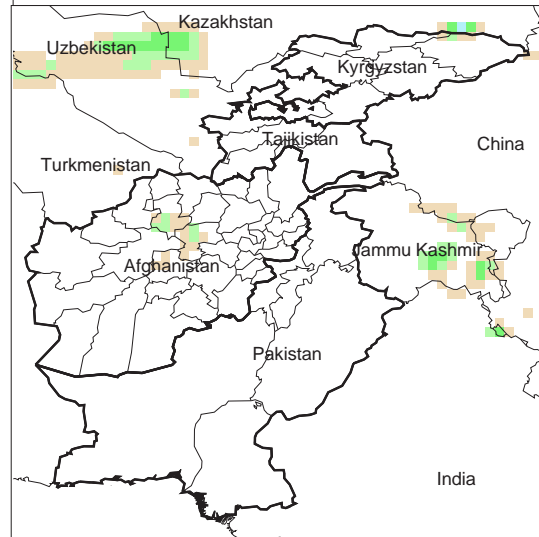 Kazakhstan
Uzbekistan
Kyrgyzstan
Tajikistan
China
Turkmenistan
Jammu Kashmir
Afghanistan
Pakistan
India